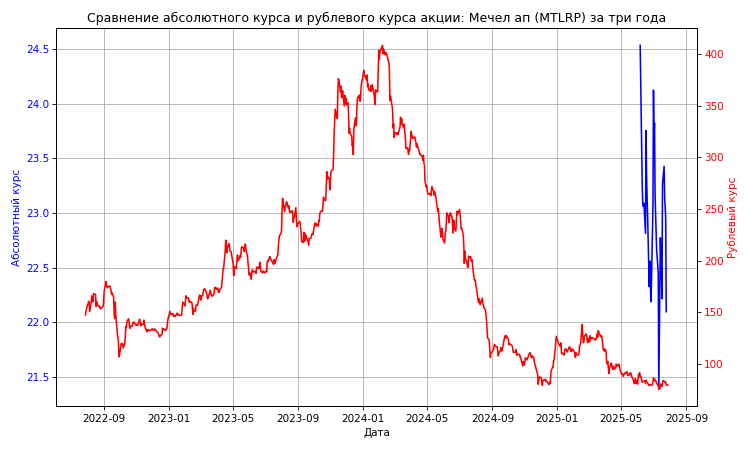 Сравнение абсолютного курса и рублевого курса акции: Мечел ап (MTLRP) за три года
24.5
24.0
23.5
23.0
22.5
22.0
21.5
Абсолютный курс
400
350
300
250
200
150
100
Рублевый курс
2022-09 2023-01 2023-05 2023-09 2024-01 2024-05 2024-09 2025-01 2025-05 2025-09
Дата